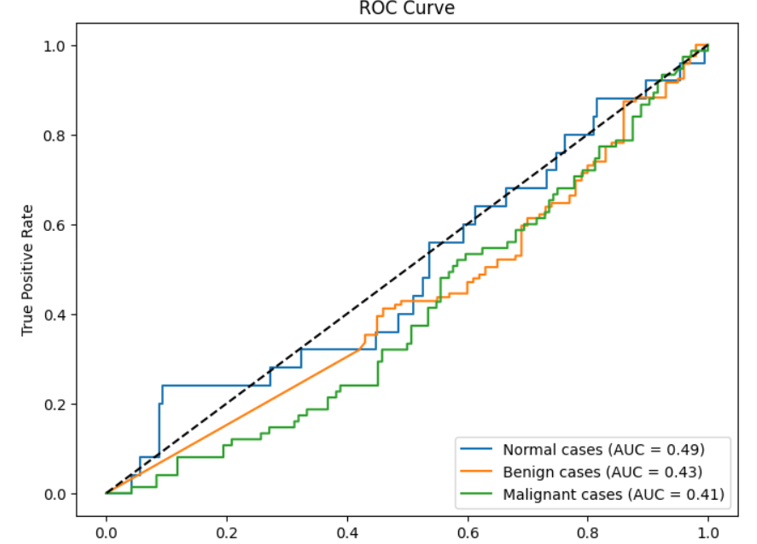 ROC Curve
1.0
0.8
0.6
0.4
0.2
0.0
True Positive Rate
Normal cases (AUC = 0.49)
Benign cases (AUC = 0.43)
Malignant cases (AUC = 0.41)
0.0 0.2 0.4 0.6 0.8 1.0